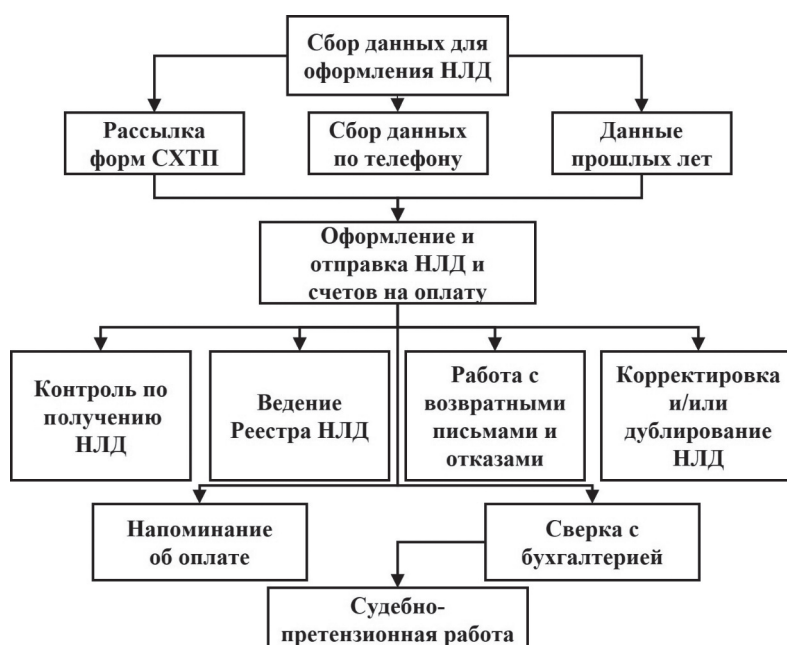 Сбор данных для
оформления НЛД
Рассылка
форм СХТП
Сбор данных
по телефону
Данные
прошлых лет
Оформление и
отправка НЛД и
счетов на оплату
Контроль по
получению
НЛД
Ведение
Реестра НЛД
Работа с
возвратными
письмами и
отказами
Корректировка
и/или
дублирование
НЛД
Напоминание
об оплате
Сверка с
бухгалтерией
Судебно-
претензионная работа